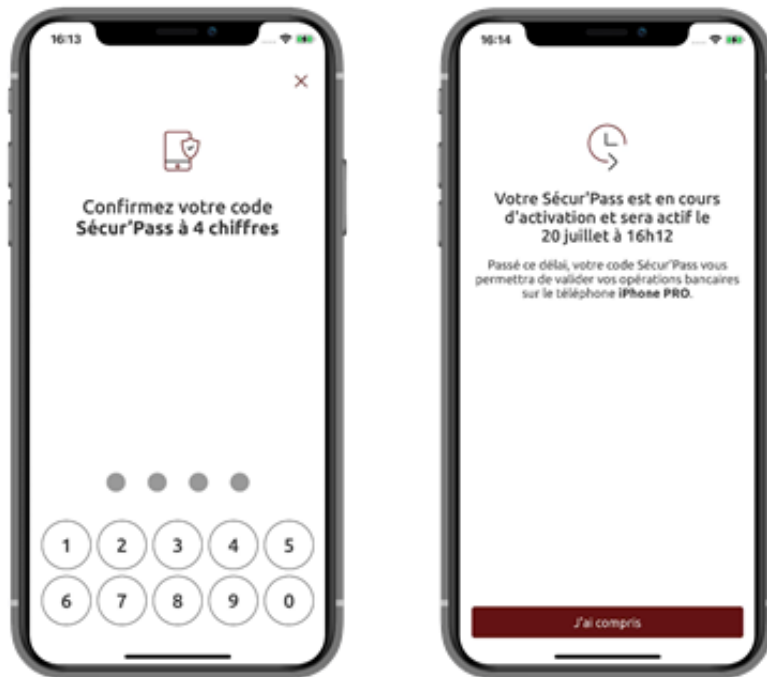 16:13
Confirmez votre code
Sécur'Pass à 4 chiffres
1 2 3 4 5
6 7 8 9 0
16:14
Votre Sécur'Pass est en cours
d'activation et sera actif le
20 juillet à 16h12
Passé ce délai, votre code Sécur'Pass vous
permettra de valider vos opérations bancaires
sur le téléphone iPhone PRO.
J'ai compris